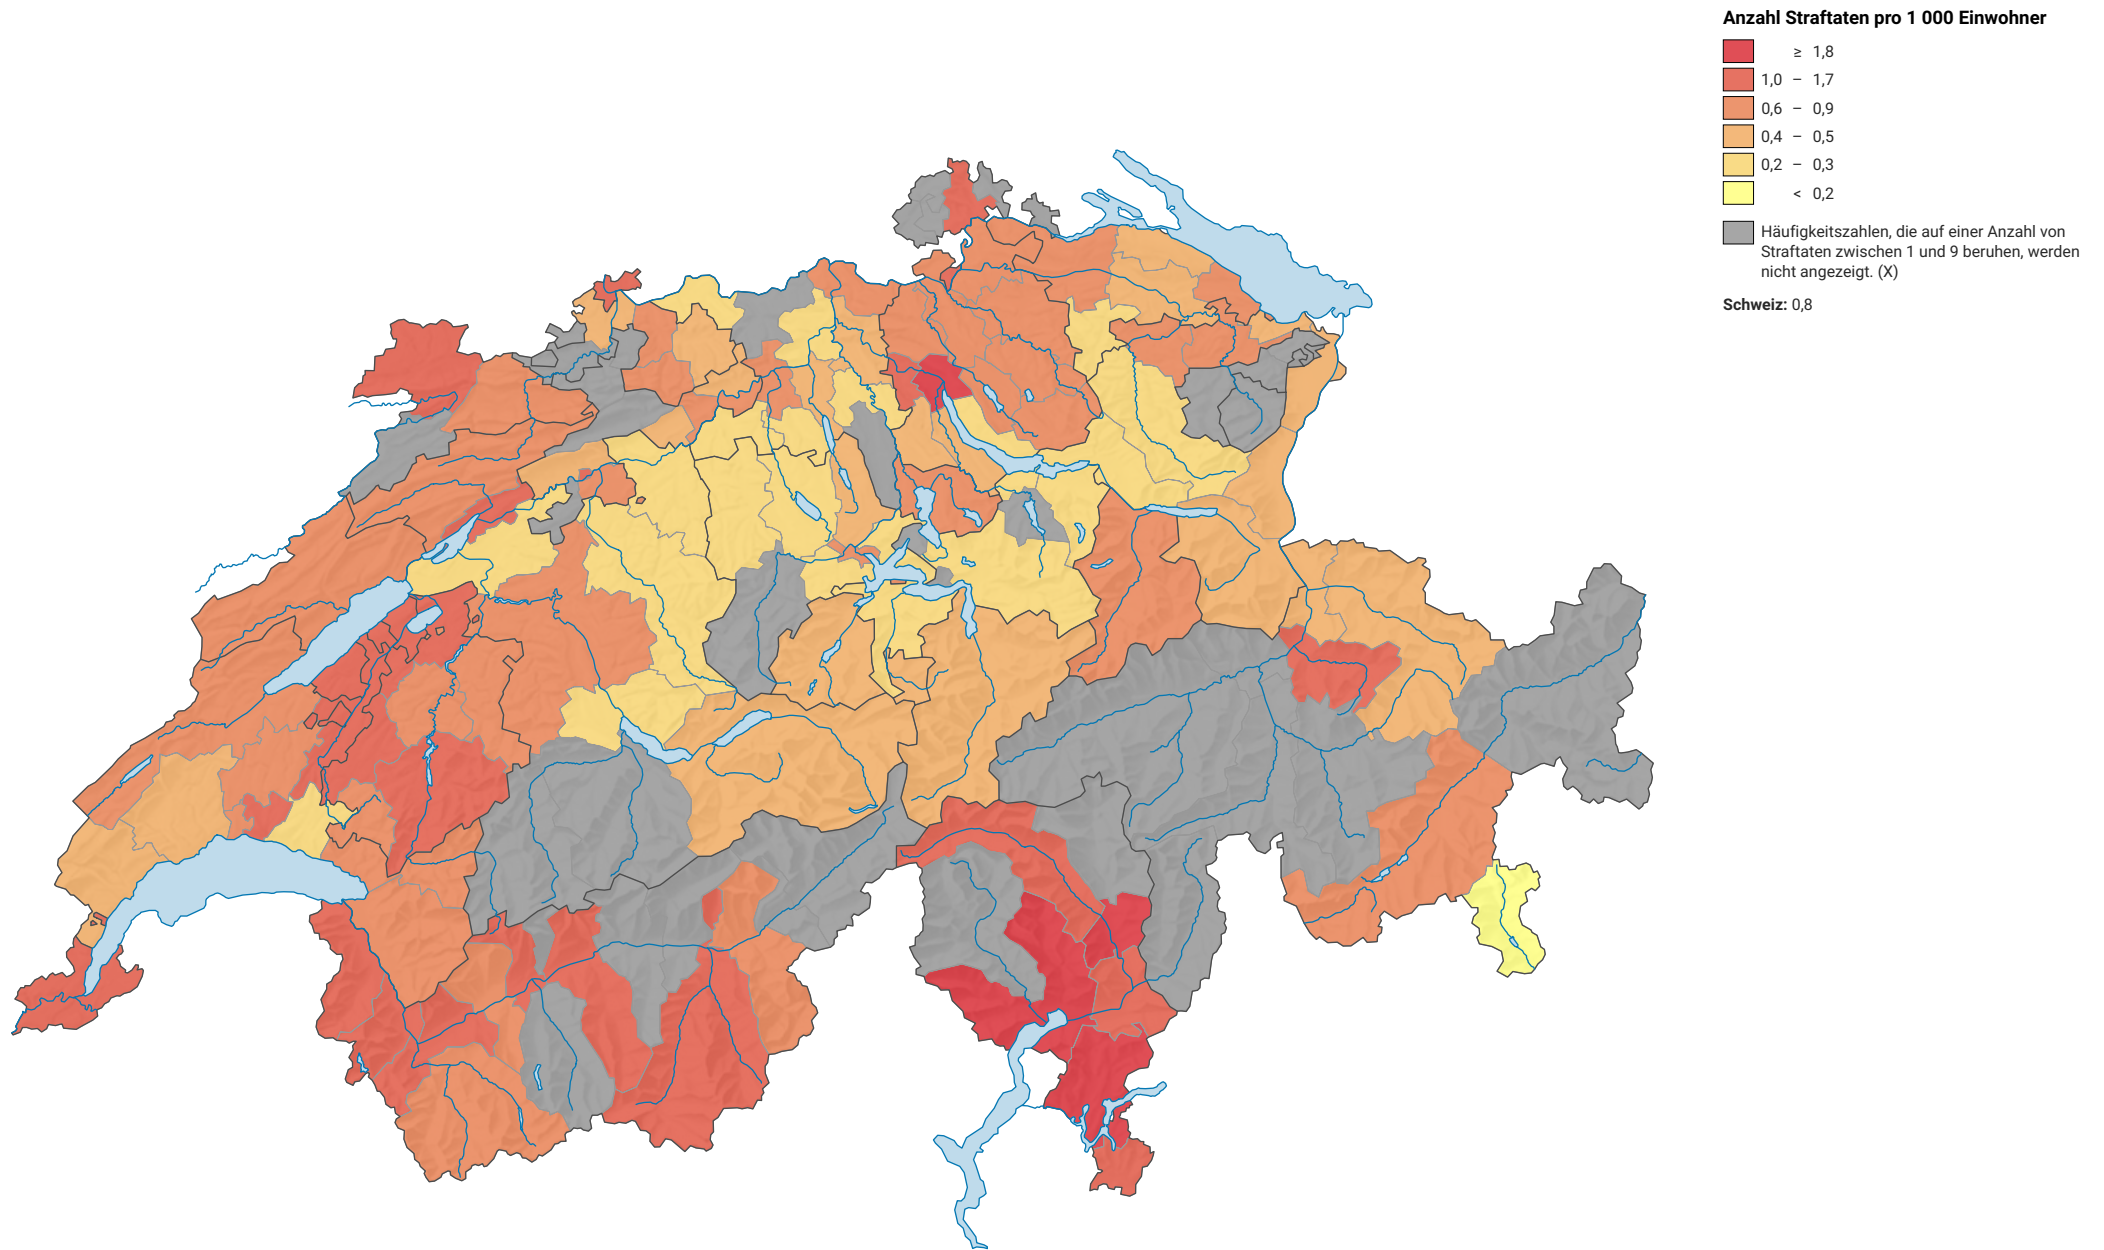 Anzahl Straftaten pro 1 000 Einwohner
≥ 1,8
1,0 – 1,7
0,6 – 0,9
0,4 – 0,5
0,2 – 0,3
< 0,2
Häufigkeitszahlen, die auf einer Anzahl von
Straftaten zwischen 1 und 9 beruhen, werden
nicht angezeigt. (X)
Schweiz: 0,8